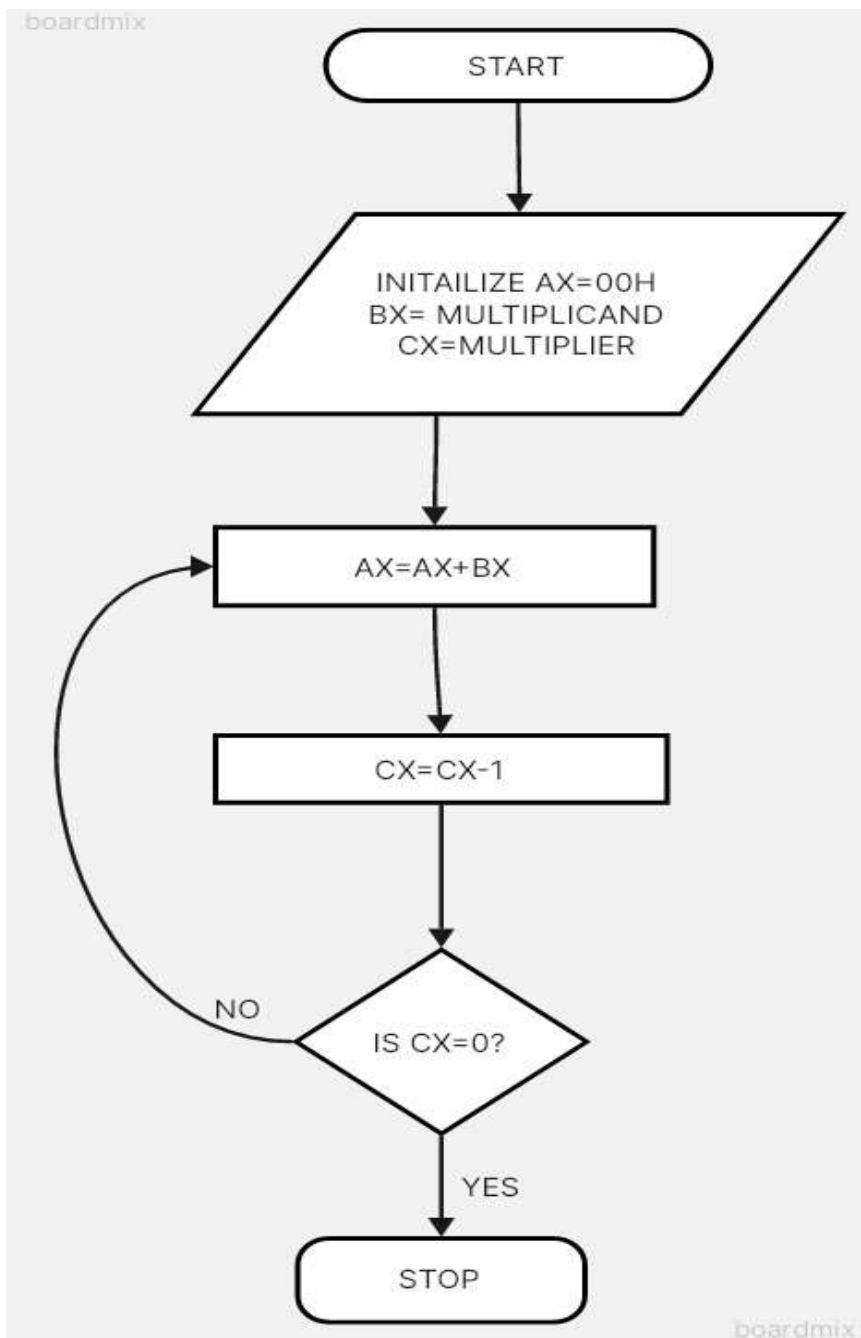 boardmix
START
INITAILIZE AX=00H
BX= MULTIPLICAND
CX=MULTIPLIER
AX=AX+BX
CX=CX-1
NO
IS CX=0?
YES
STOP
boardmix